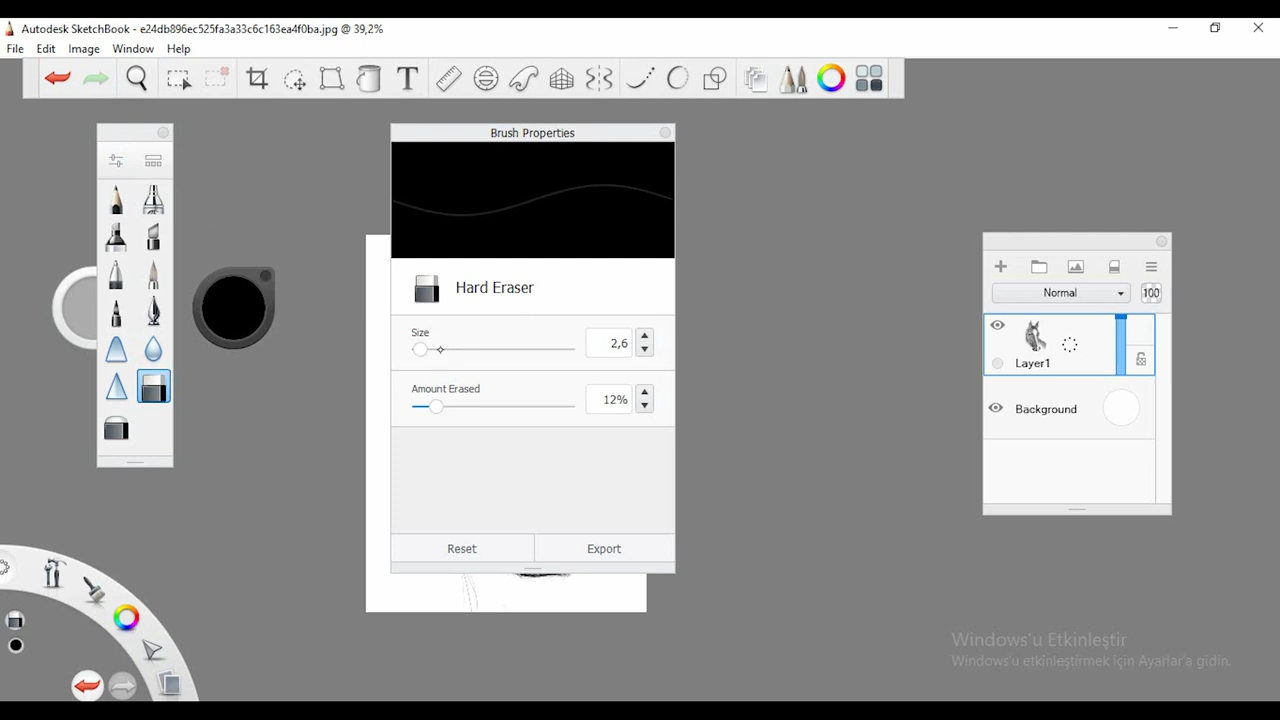 Autodesk SketchBook - e24db896ec525fa3a33c6c163ea4f0ba.jpg @ 39,2%
File Edit Image Window Help
T
Brush Properties
Hard Eraser
Size
2,6
Amount Erased
12%
Reset Export
Normal 100
Layer1
Background
Windows'u Etkinleştir
Windows'u etkinleştirmek için Ayarlar'a gidin.